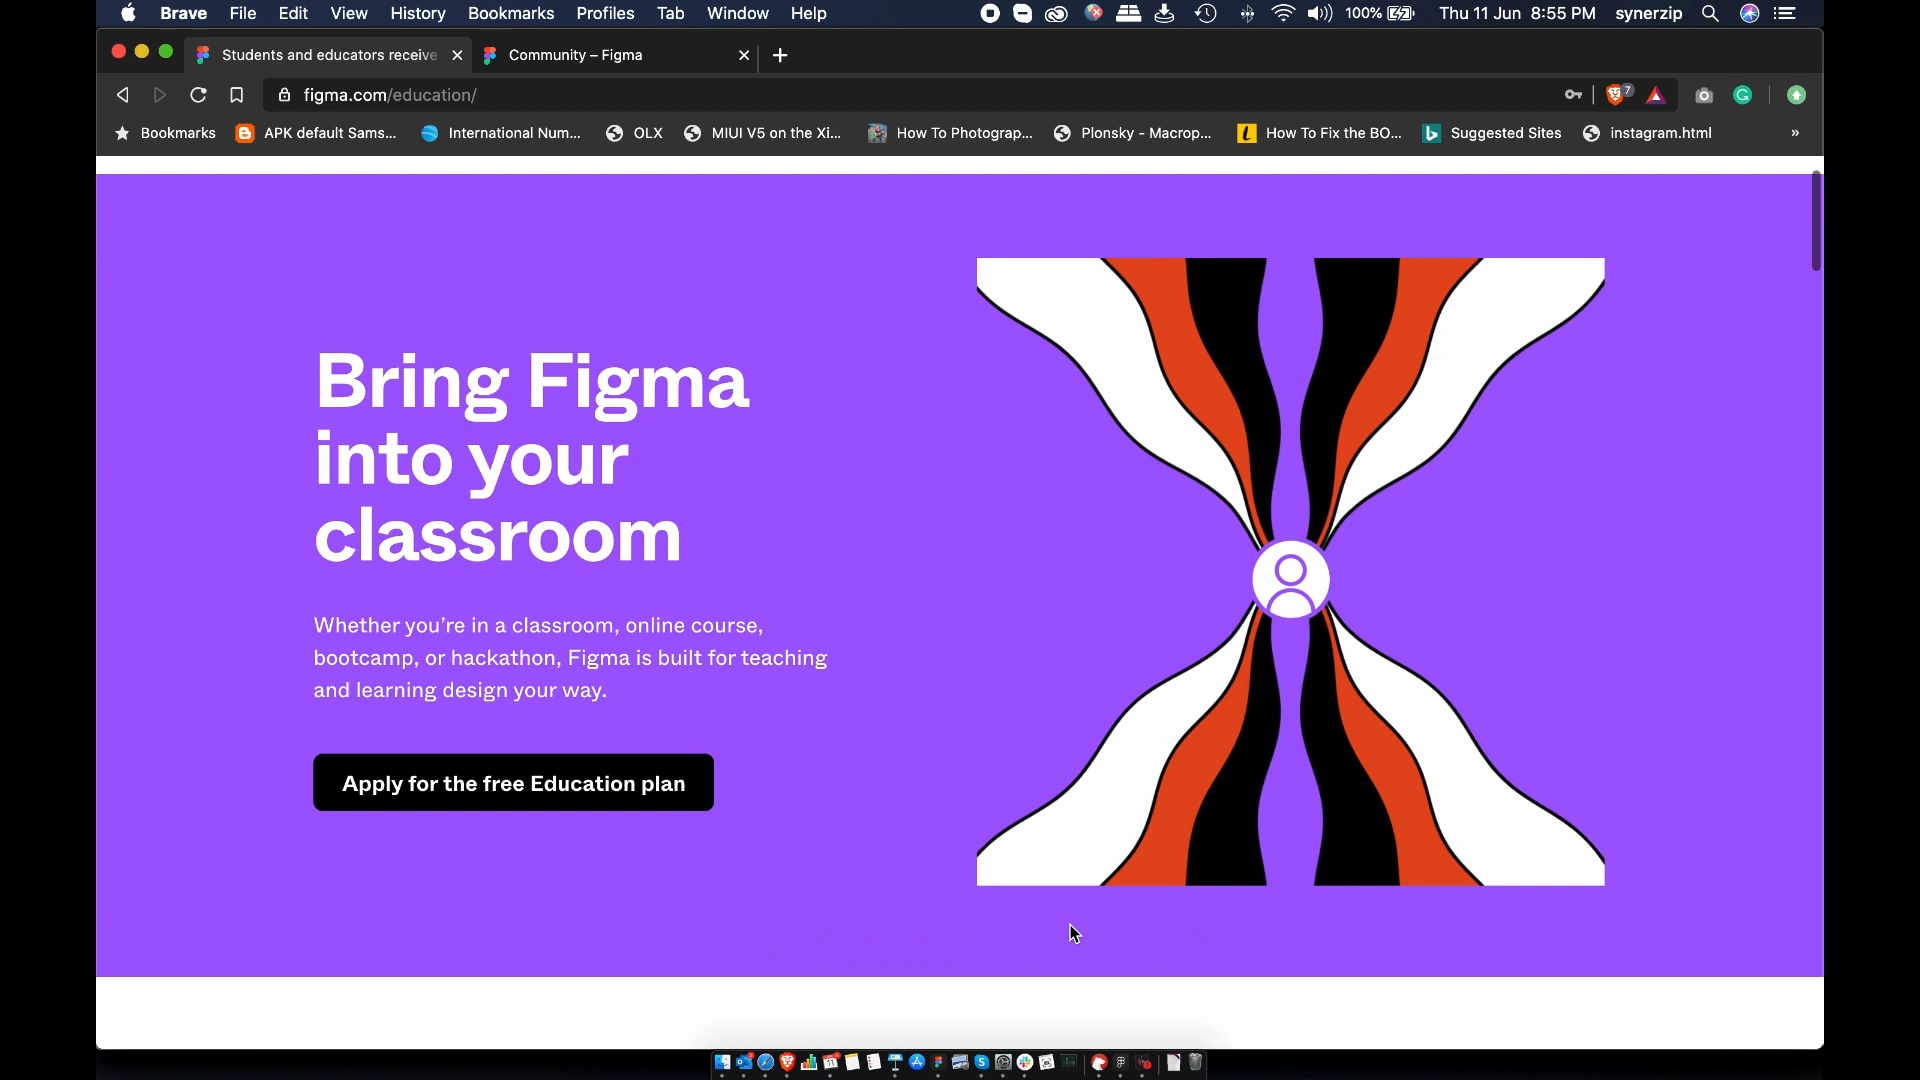 Brave File Edit View History Bookmarks Profiles Tab Window Help 100% Thu 11 Jun 8:55 PM synerzip
Students and educators receive Community – Figma
figma.com/education/ 7
Bookmarks APK default Sams... International Num... OLX MIUI V5 on the Xi... How To Photograp... Plonsky - Macrop... How To Fix the BO... Suggested Sites instagram.html »
Bring Figma
into your
classroom
Whether you’re in a classroom, online course,
bootcamp, or hackathon, Figma is built for teaching
and learning design your way.
Apply for the free Education plan